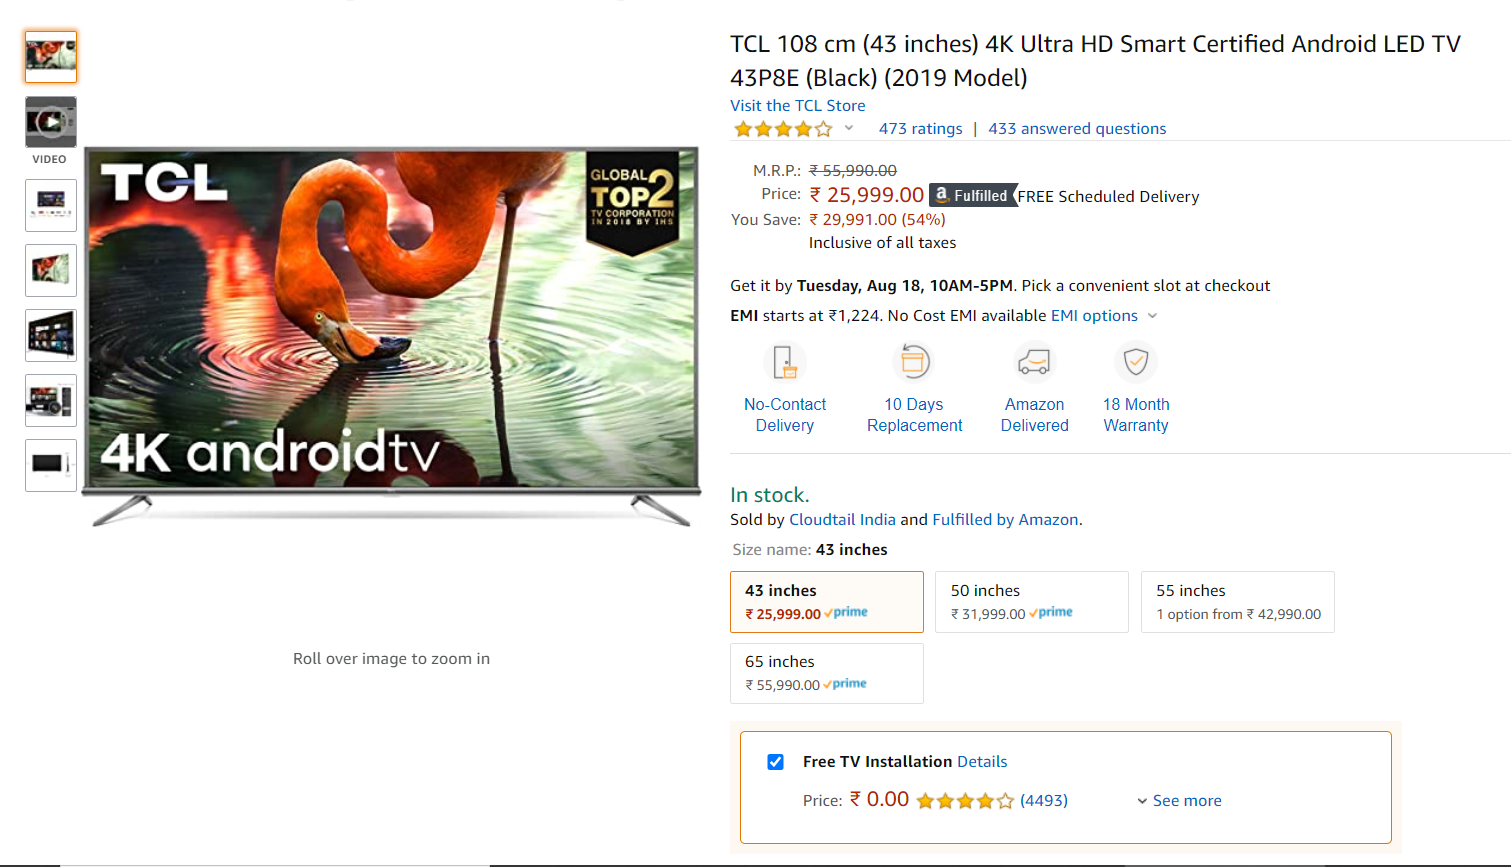 TCL 108 cm (43 inches) 4K Ultra HD Smart Certified Android LED TV
43P8E (Black) (2019 Model)
Visit the TCL Store
473 ratings | 433 answered questions
M.R.P.: ₹ 55,990.00
Price: ₹ 25,999.00 a Fulfilled FREE Scheduled Delivery
You Save: ₹ 29,991.00 (54%)
Inclusive of all taxes
Get it by Tuesday, Aug 18, 10AM-5PM. Pick a convenient slot at checkout
EMI starts at ₹1,224. No Cost EMI available EMI options
No-Contact
Delivery
10 Days
Replacement
Amazon
Delivered
18 Month
Warranty
In stock.
Sold by Cloudtail India and Fulfilled by Amazon.
Size name: 43 inches
43 inches
₹ 25,999.00 prime
50 inches
₹ 31,999.00 prime
55 inches
1 option from ₹ 42,990.00
65 inches
₹ 55,990.00 prime
Free TV Installation Details
Price: ₹ 0.00 (4493) See more
TCL
VIDEO
TCL
GLOBAL
TOP2
TV CORPORATION
IN 2018 BY IHS
4K androidtv
Roll over image to zoom in